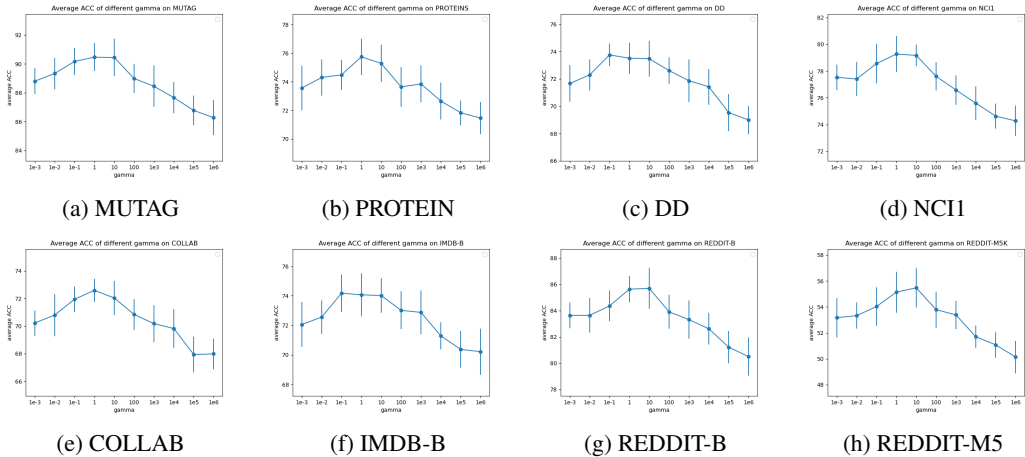 Average ACC of different gamma on MUTAG
average ACC
90
88
86
84
1e-3 1e-2 1e-1 1 10 100 1e3 1e4 1e5 1e6
gamma
(a) MUTAG
Average ACC of different gamma on PROTEINS
average ACC
78
76
74
72
70
1e-3 1e-2 1e-1 1 10 100 1e3 1e4 1e5 1e6
gamma
(b) PROTEIN
Average ACC of different gamma on DD
average ACC
76
74
72
70
68
66
1e-3 1e-2 1e-1 1 10 100 1e3 1e4 1e5 1e6
gamma
(c) DD
Average ACC of different gamma on NCI1
average ACC
82
80
78
76
74
72
1e-3 1e-2 1e-1 1 10 100 1e3 1e4 1e5 1e6
gamma
(d) NCI1
Average ACC of different gamma on COLLAB
average ACC
74
72
70
68
66
1e-3 1e-2 1e-1 1 10 100 1e3 1e4 1e5 1e6
gamma
(e) COLLAB
Average ACC of different gamma on IMDB-B
average ACC
76
74
72
70
68
1e-3 1e-2 1e-1 1 10 100 1e3 1e4 1e5 1e6
gamma
(f) IMDB-B
Average ACC of different gamma on REDDIT-B
average ACC
88
86
84
82
80
78
1e-3 1e-2 1e-1 1 10 100 1e3 1e4 1e5 1e6
gamma
(g) REDDIT-B
Average ACC of different gamma on REDDIT-M5K
average ACC
58
56
54
52
50
48
1e-3 1e-2 1e-1 1 10 100 1e3 1e4 1e5 1e6
gamma
(h) REDDIT-M5